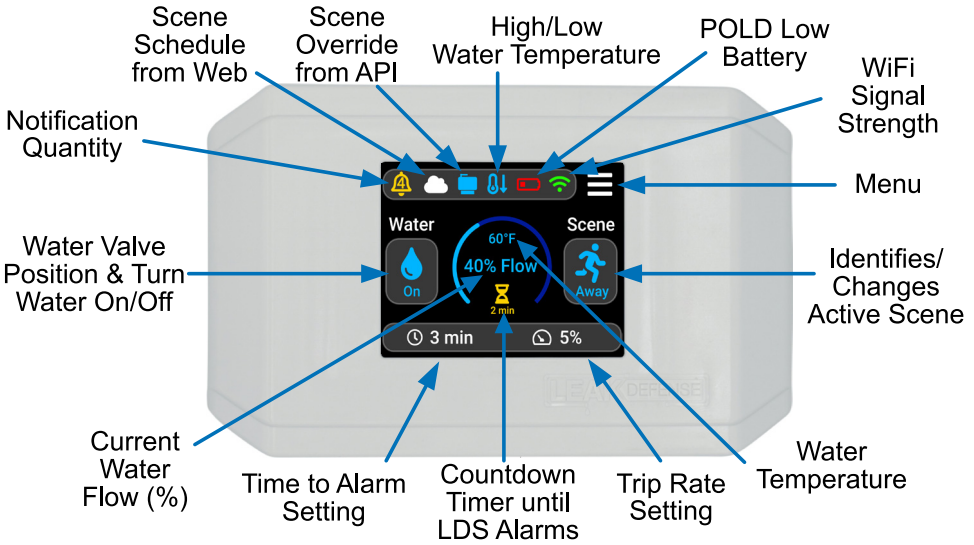 Scene
Schedule
from Web
Scene
Override
from API
High/Low
Water Temperature
POLD Low
Battery
WiFi
Signal
Strength
Notification
Quantity
Menu
4
Water
Scene
60°F
40% Flow
On
Away
2 min
3 min
5%
Water Valve
Position & Turn
Water On/Off
Identifies/
Changes
Active Scene
LEAK DEFENSE
Current
Water
Flow (%)
Time to Alarm
Setting
Countdown
Timer until
LDS Alarms
Trip Rate
Setting
Water
Temperature